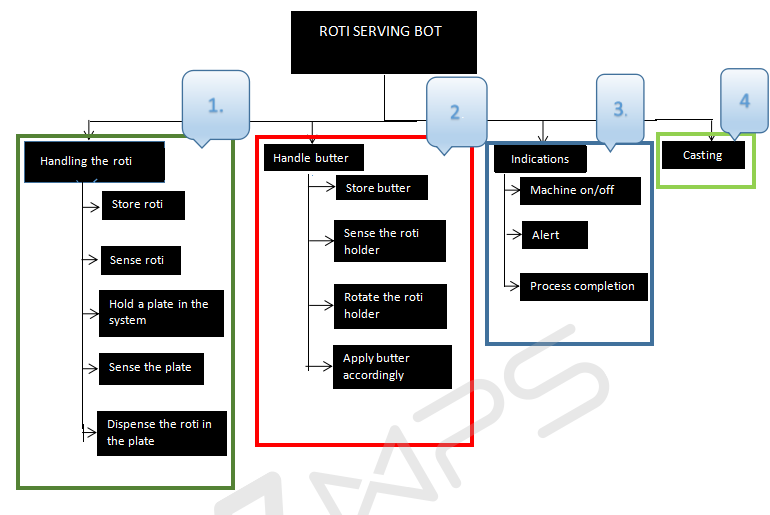 ROTI SERVING BOT
1.
Handling the roti
Store roti
Sense roti
Hold a plate in the
system
Sense the plate
Dispense the roti in
the plate
2
Handle butter
Store butter
Sense the roti
holder
Rotate the roti
holder
Apply butter
accordingly
3.
Indications
Machine on/off
Alert
Process completion
4
Casting